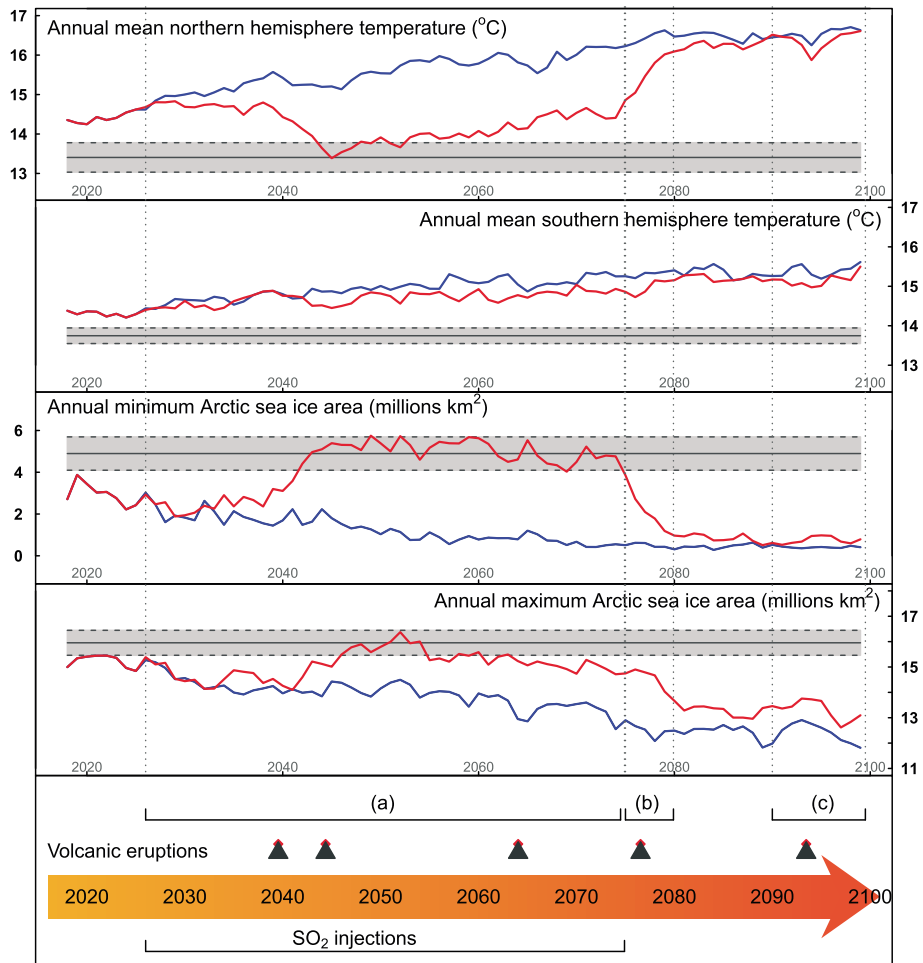 17
Annual mean northern hemisphere temperature (°C)
16
15
14
13
2020 2040 2060 2080 2100
17
Annual mean southern hemisphere temperature (°C)
16
15
14
13
2020 2040 2060 2080 2100
Annual minimum Arctic sea ice area (millions km²)
6
4
2
0
2020 2040 2060 2080 2100
Annual maximum Arctic sea ice area (millions km²)
17
15
13
11
2020 2040 2060 2080 2100
(a) (b) (c)
Volcanic eruptions
2020 2030 2040 2050 2060 2070 2080 2090 2100
SO₂ injections